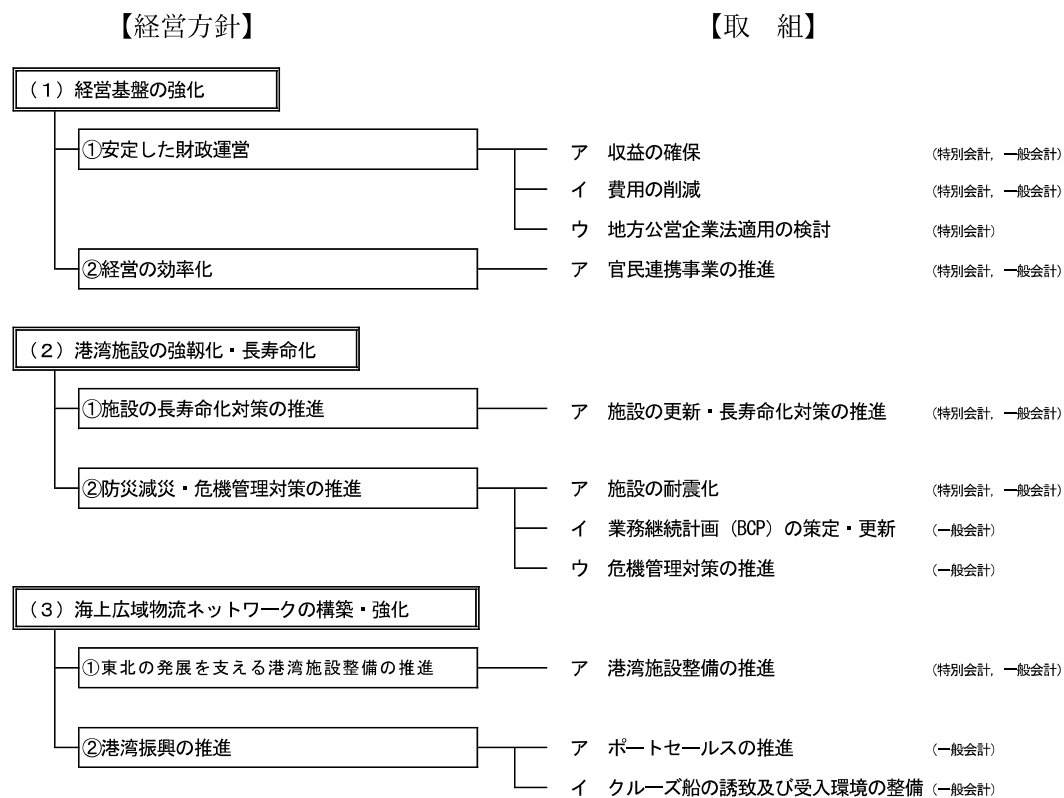 【経営方針】 【取　組】
（１）経営基盤の強化
①安定した財政運営 ア 収益の確保 （特別会計，一般会計）
イ 費用の削減 （特別会計，一般会計）
ウ 地方公営企業法適用の検討 （特別会計）
②経営の効率化 ア 官民連携事業の推進 （特別会計，一般会計）
（２）港湾施設の強靱化・長寿命化
①施設の長寿命化対策の推進 ア 施設の更新・長寿命化対策の推進 （特別会計，一般会計）
②防災減災・危機管理対策の推進 ア 施設の耐震化 （特別会計，一般会計）
イ 業務継続計画（BCP）の策定・更新 （一般会計）
ウ 危機管理対策の推進 （一般会計）
（３）海上広域物流ネットワークの構築・強化
①東北の発展を支える港湾施設整備の推進 ア 港湾施設整備の推進 （特別会計，一般会計）
②港湾振興の推進 ア ポートセールスの推進 （一般会計）
イ クルーズ船の誘致及び受入環境の整備 （一般会計）